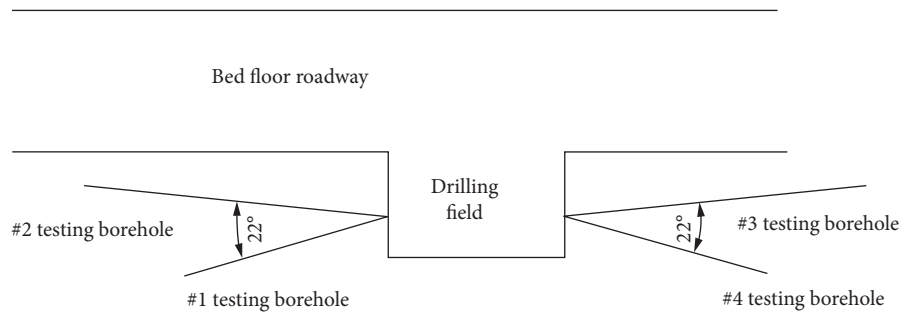 Bed floor roadway
Drilling
field
#2 testing borehole
22°
22°
#3 testing borehole
#1 testing borehole
#4 testing borehole